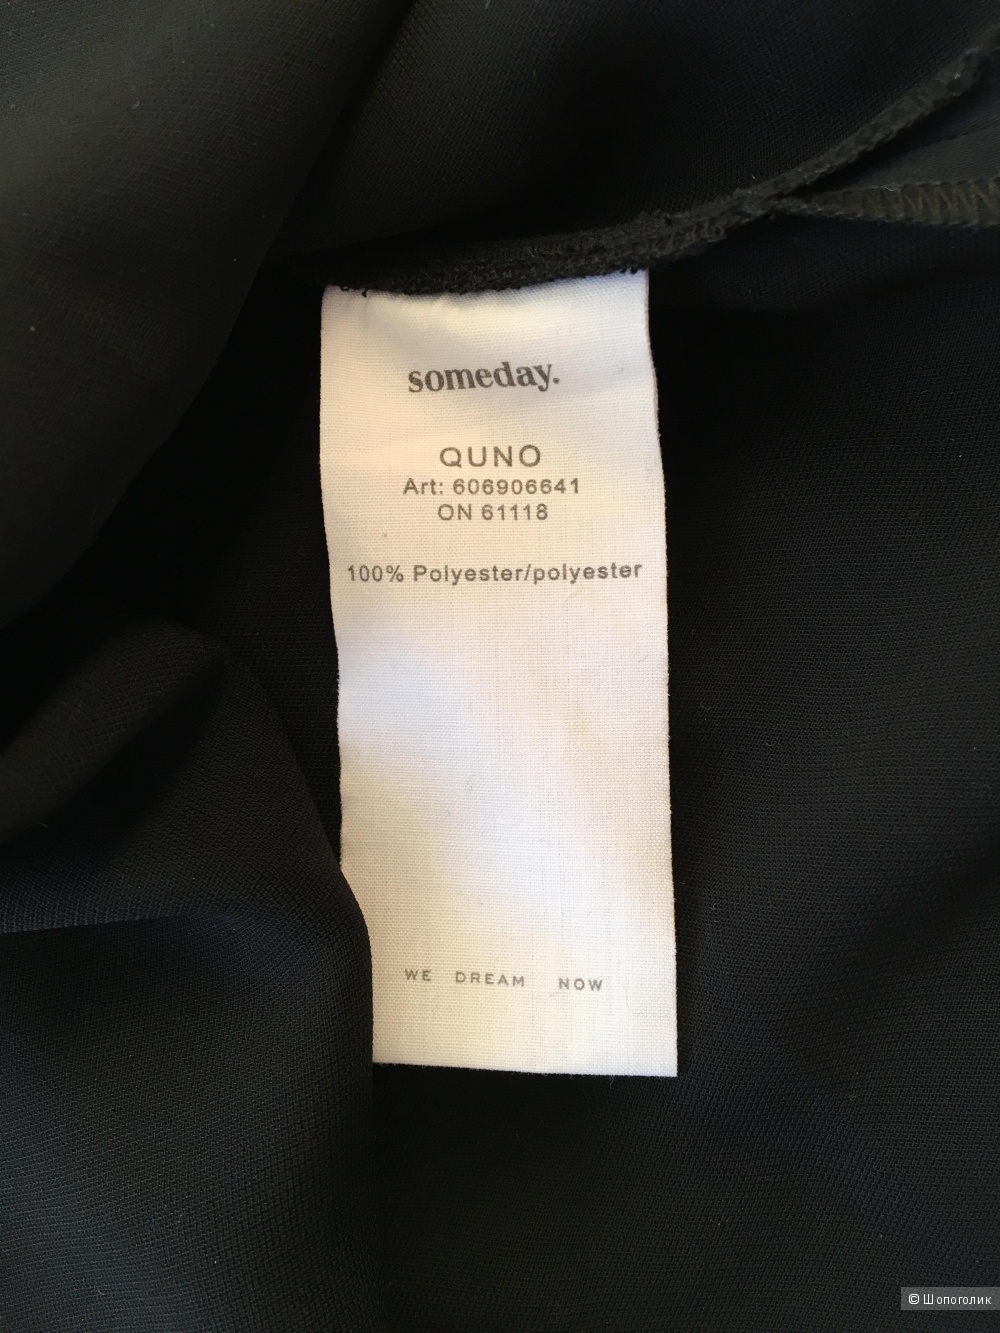 someday.
QUNO
Art: 606906641
ON 61118
100% Polyester/polyester
WE DREAM NOW
© Шопоголик